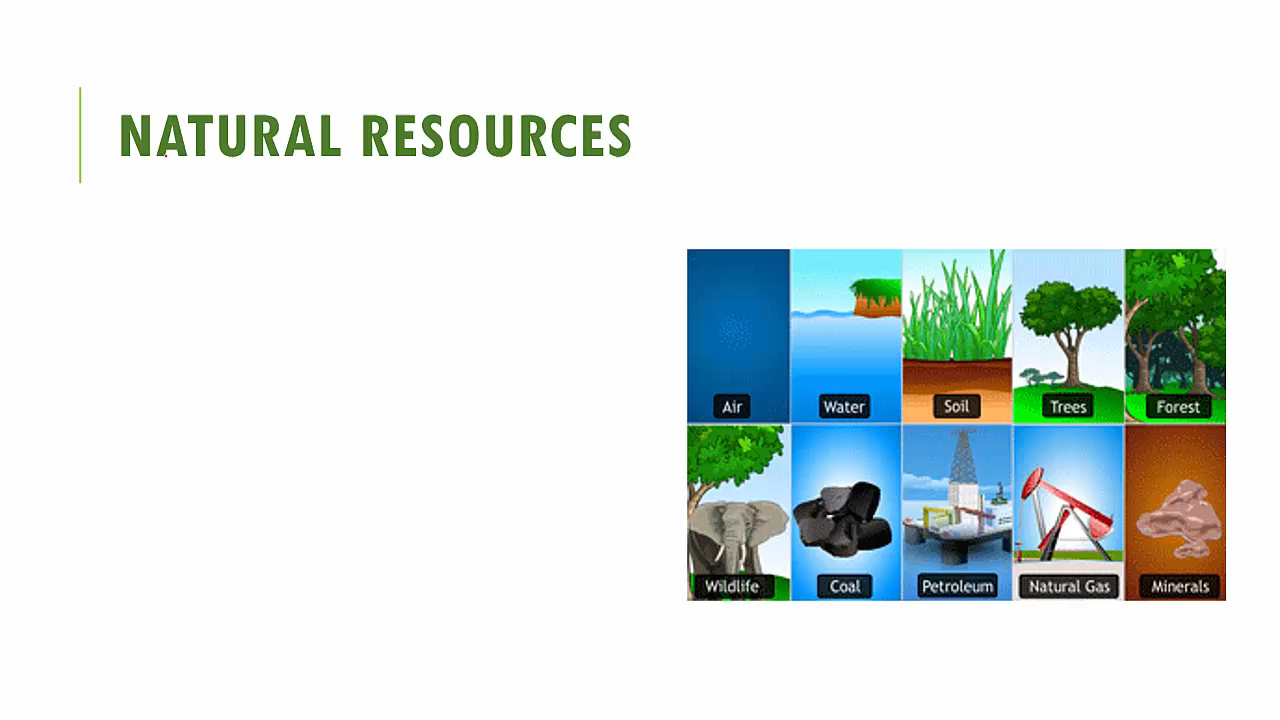 NATURAL RESOURCES
Air Water Soil Trees Forest
Wildlife Coal Petroleum Natural Gas Minerals